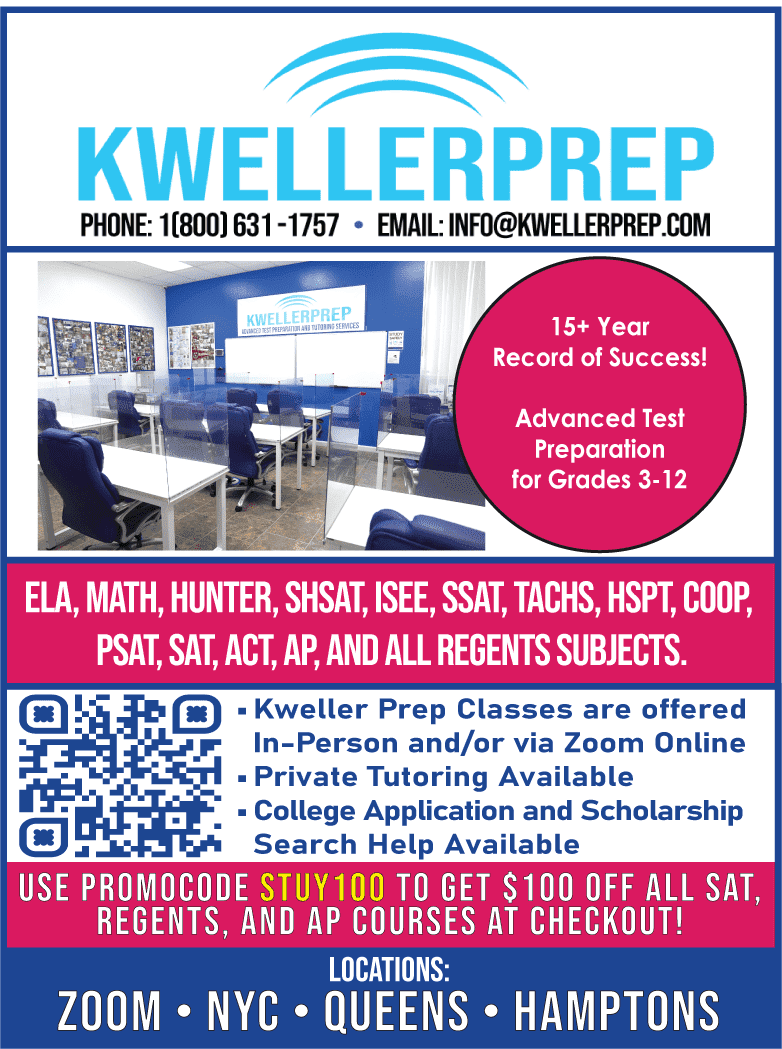 KWELLERPREP
PHONE: 1(800) 631-1757 • EMAIL: INFO@KWELLERPREP.COM
KWELLERPREP
ADVANCED TEST PREPARATION AND TUTORING SERVICES
15+ Year
Record of Success!
Advanced Test
Preparation
for Grades 3-12
ELA, MATH, HUNTER, SHSAT, ISEE, SSAT, TACHS, HSPT, COOP,
PSAT, SAT, ACT, AP, AND ALL REGENTS SUBJECTS.
▪ Kweller Prep Classes are offered
In-Person and/or via Zoom Online
▪ Private Tutoring Available
▪ College Application and Scholarship
Search Help Available
USE PROMOCODE STUY100 TO GET $100 OFF ALL SAT,
REGENTS, AND AP COURSES AT CHECKOUT!
LOCATIONS:
ZOOM • NYC • QUEENS • HAMPTONS